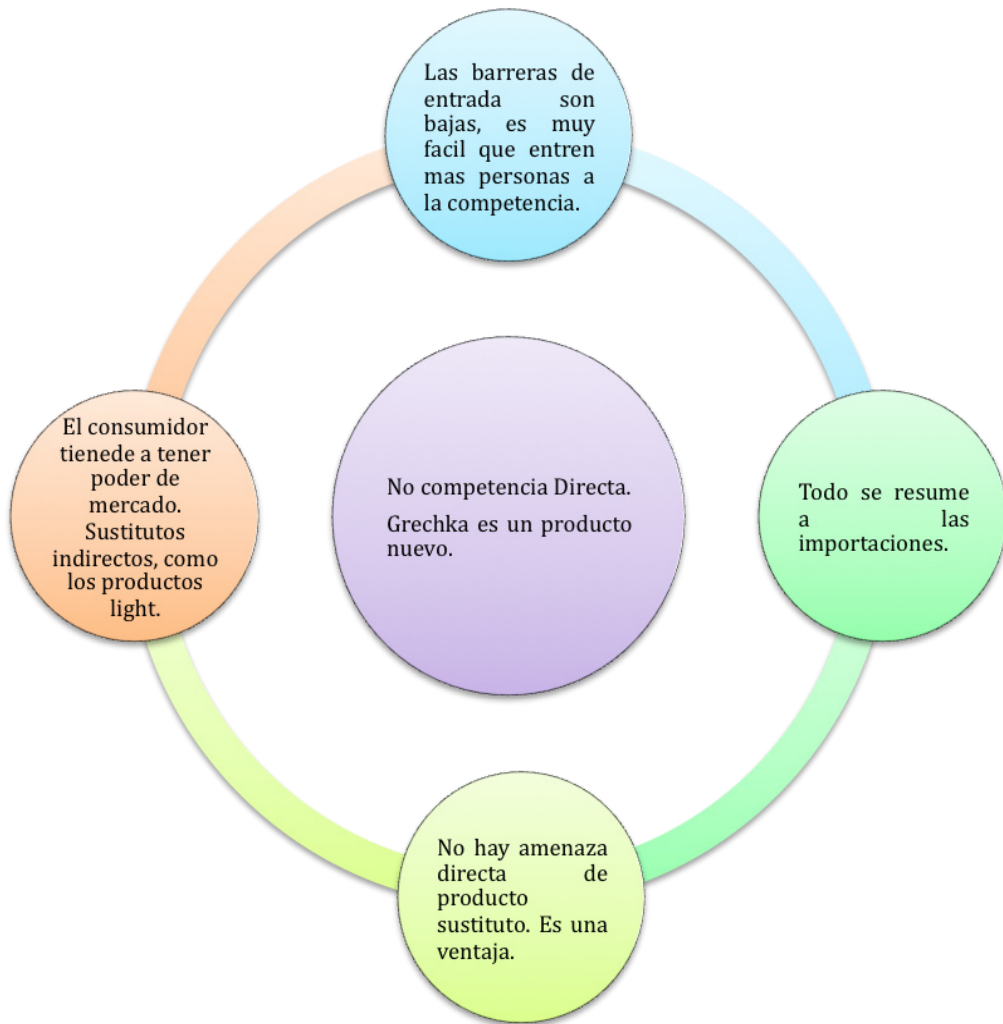 Las barreras de
entrada son
bajas, es muy
facil que entren
mas personas a
la competencia.
El consumidor
tienede a tener
poder de
mercado.
Sustitutos
indirectos, como
los productos
light.
No competencia Directa.
Grechka es un producto
nuevo.
Todo se resume
a las
importaciones.
No hay amenaza
directa de
producto
sustituto. Es una
ventaja.